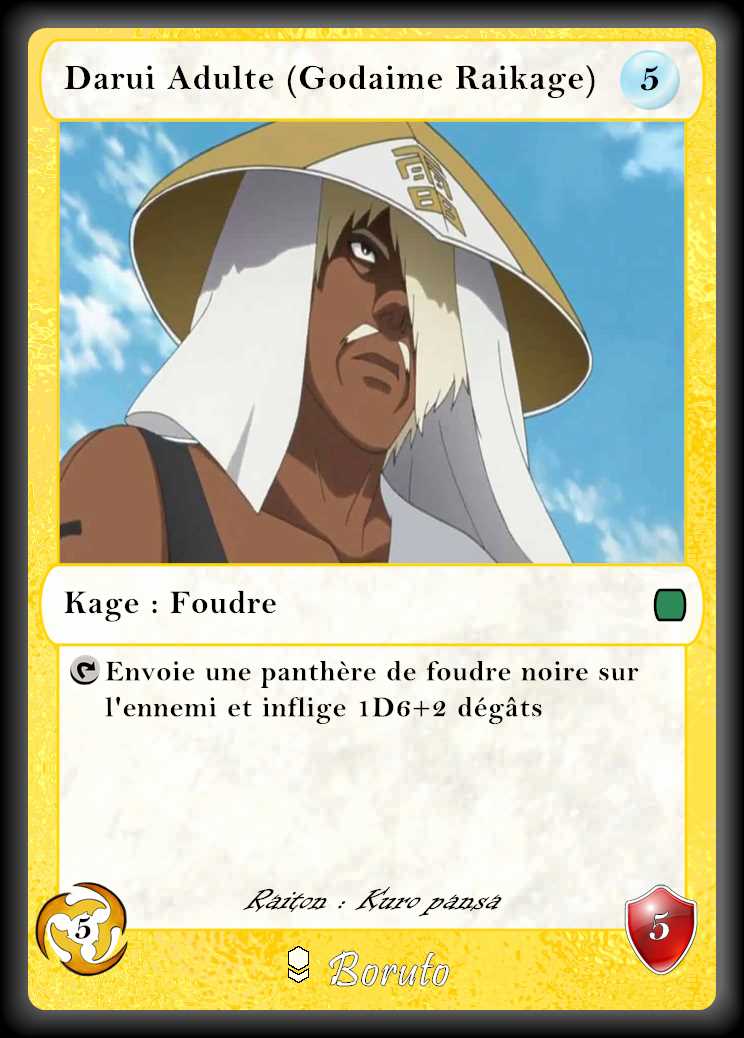 Darui Adulte (Godaime Raikage) 5
Kage : Foudre
Envoie une panthère de foudre noire sur
l'ennemi et inflige 1D6+2 dégâts
Raiton : Kuro pansa
5 5
Boruto